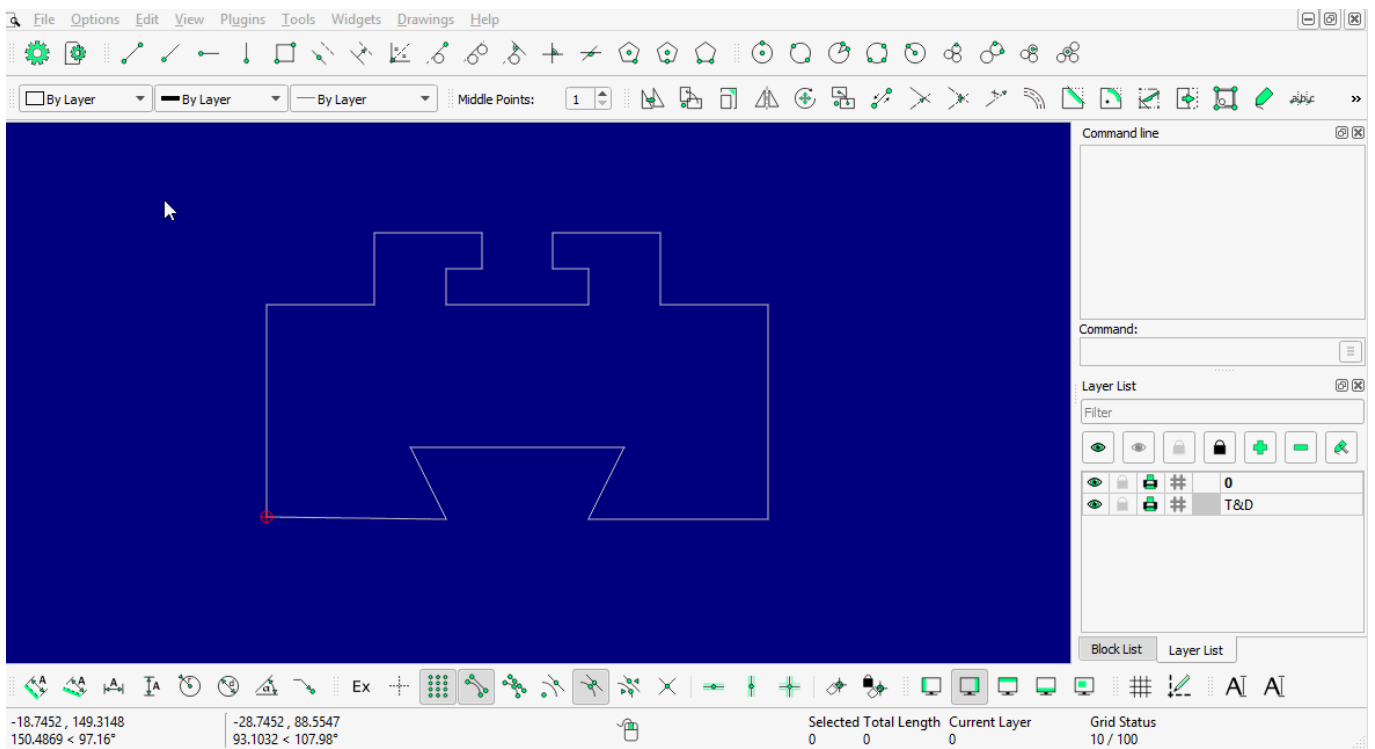 File Options Edit View Plugins Tools Widgets Drawings Help
By Layer By Layer By Layer Middle Points: 1 abc »
Command line
Command:
Layer List
Filter
0
T&D
Block List Layer List
A A A Ex AI AI
-18.7452 , 149.3148 -28.7452 , 88.5547 Selected Total Length Current Layer Grid Status
150.4869 < 97.16° 93.1032 < 107.98° 0 0 0 10 / 100